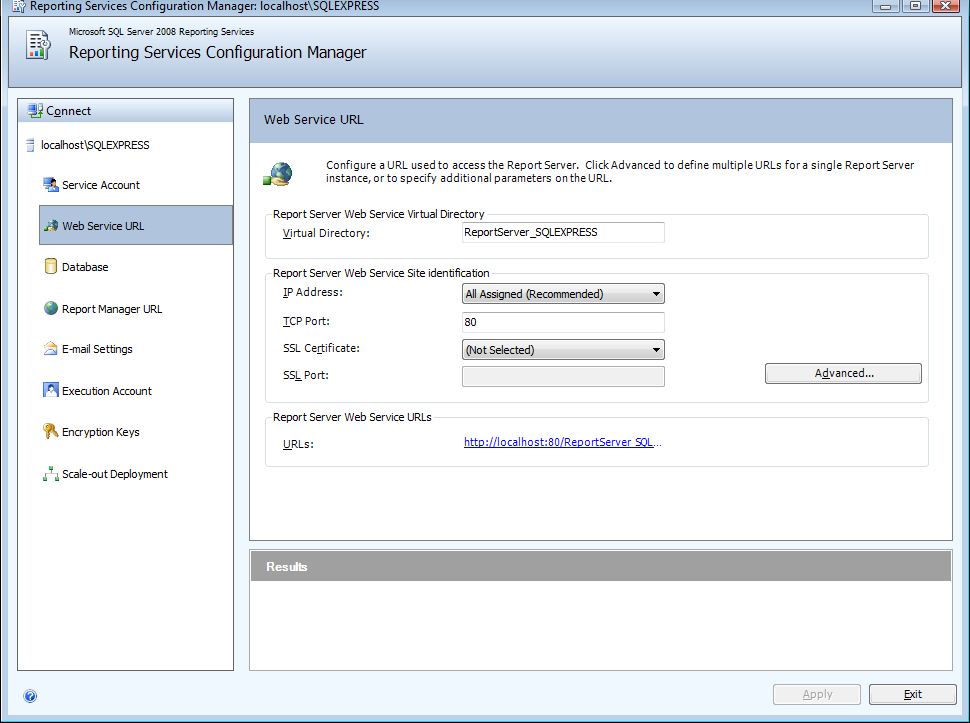 Reporting Services Configuration Manager: localhost\SQLEXPRESS
Microsoft SQL Server 2008 Reporting Services
Reporting Services Configuration Manager
Connect
localhost\SQLEXPRESS
Service Account
Web Service URL
Database
Report Manager URL
E-mail Settings
Execution Account
Encryption Keys
Scale-out Deployment
Web Service URL
Configure a URL used to access the Report Server. Click Advanced to define multiple URLs for a single Report Server
instance, or to specify additional parameters on the URL.
Report Server Web Service Virtual Directory
Virtual Directory: ReportServer_SQLEXPRESS
Report Server Web Service Site identification
IP Address: All Assigned (Recommended)
TCP Port: 80
SSL Certificate: (Not Selected)
SSL Port:
Advanced...
Report Server Web Service URLs
URLs: http://localhost:80/ReportServer_SQL...
Results
Apply Exit